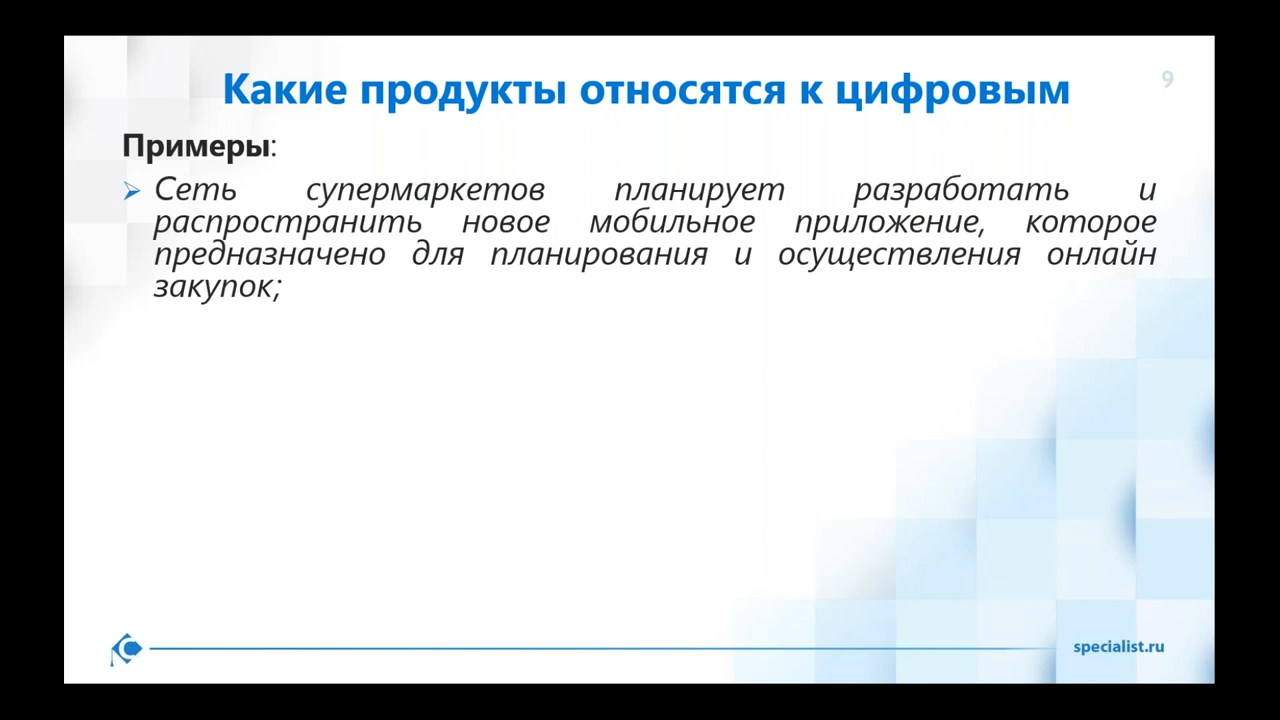 Какие продукты относятся к цифровым
9
Примеры:
Сеть супермаркетов планирует разработать и
распространить новое мобильное приложение, которое
предназначено для планирования и осуществления онлайн
закупок;
specialist.ru